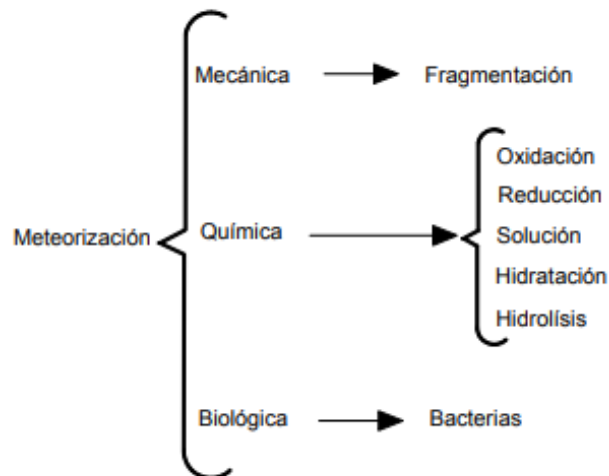 Mecánica
Fragmentación
Oxidación
Reducción
Meteorización
Química
Solución
Hidratación
Hidrolísis
Biológica
Bacterias